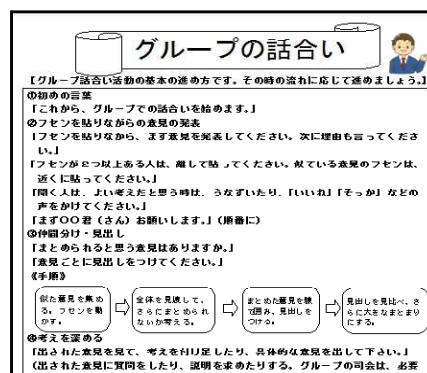 グループの話合い
【グループ話合い活動の基本の進め方です。その時の流れに応じて進めましょう。】
①初めの言葉
「これから、グループでの話合いを始めます。」
②フセンを貼りながらの意見の発表
「フセンを貼りながら、まず意見を発表してください。次に理由も言ってくださ
い。」
「フセンが２つ以上ある人は、離して貼ってください。似ている意見のフセンは、
近くに貼ってください。」
「聞く人は、よい考えだと思う時は、うなずいたり、「いいね」「そっか」などの
声をかけてください。」
「まず〇〇君（さん）お願いします。」（順番に）
③仲間分け・見出し
「まとめられると思う意見はありますか。」
「意見ごとに見出しをつけてください。」
《手順》
似た意見を集め
る。フセンを動
かす。
全体を見渡して、
さらにまとめられ
ないか考える。
まとめた意見を線
で囲み、見出しを
つける。
見出しを見比べ、さ
らに大きなまとまり
にする。
④考えを深める
「出された意見を見て、考えを付け足したり、具体的な意見を出して下さい。」
（出された意見に質問をしたり、説明を求めたりする。グループの司会は、必要